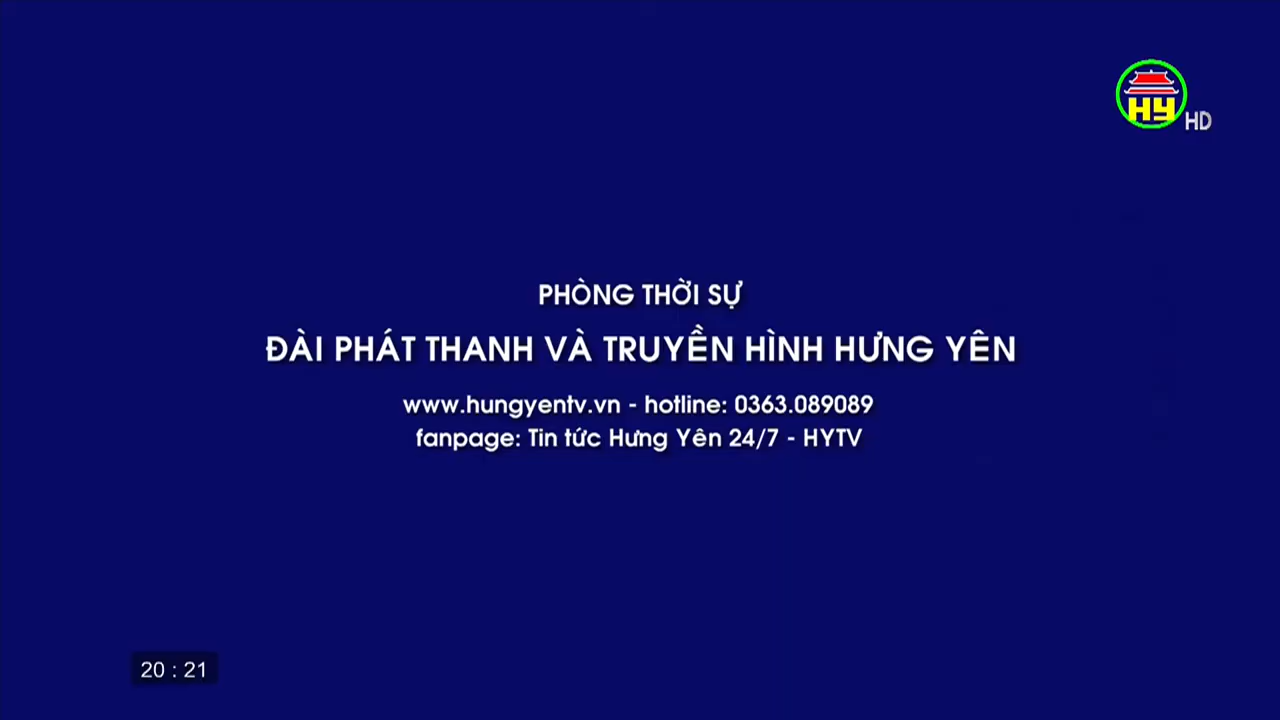 HY
HD
PHÒNG THỜI SỰ
ĐÀI PHÁT THANH VÀ TRUYỀN HÌNH HƯNG YÊN
www.hungyentv.vn - hotline: 0363.089089
fanpage: Tin tức Hưng Yên 24/7 - HYTV
20 : 21